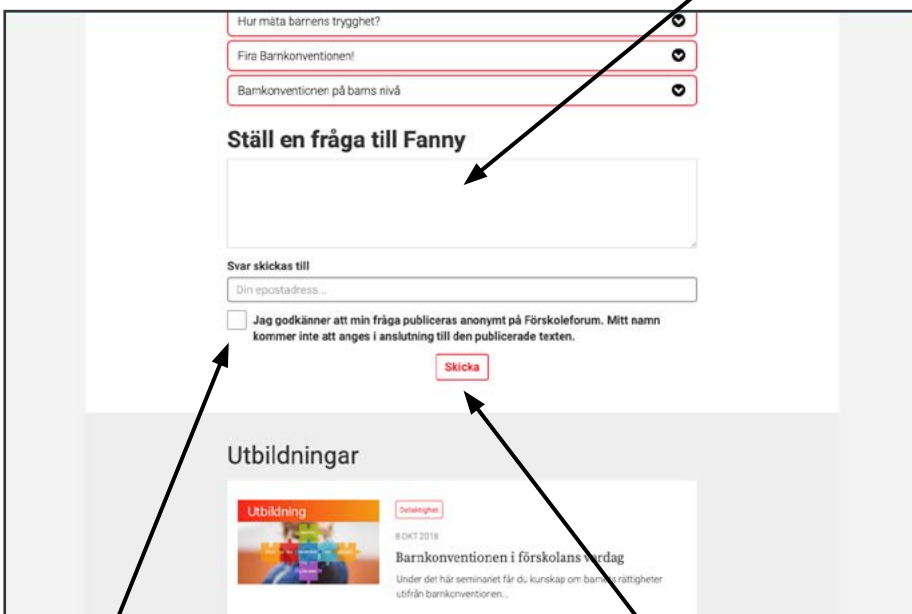 Hur mäta barnens trygghet?
Fira Barnkonventionen!
Barnkonventionen på barns nivå
Ställ en fråga till Fanny
Svar skickas till
Din epostadress...
Jag godkänner att min fråga publiceras anonymt på Förskoleforum. Mitt namn
kommer inte att anges i anslutning till den publicerade texten.
Skicka
Utbildningar
Utbildning
Delaktighet
8 OKT 2018
Barnkonventionen i förskolans vardag
Under det här seminariet får du kunskap om barnets rättigheter
utifrån barnkonventionen...